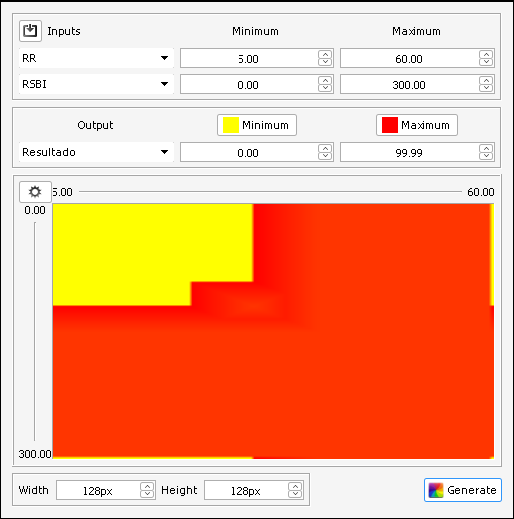 Inputs Minimum Maximum
RR 5.00 60.00
RSBI 0.00 300.00
Output Minimum Maximum
Resultado 0.00 99.99
5.00 60.00
0.00
300.00
Width 128px Height 128px Generate